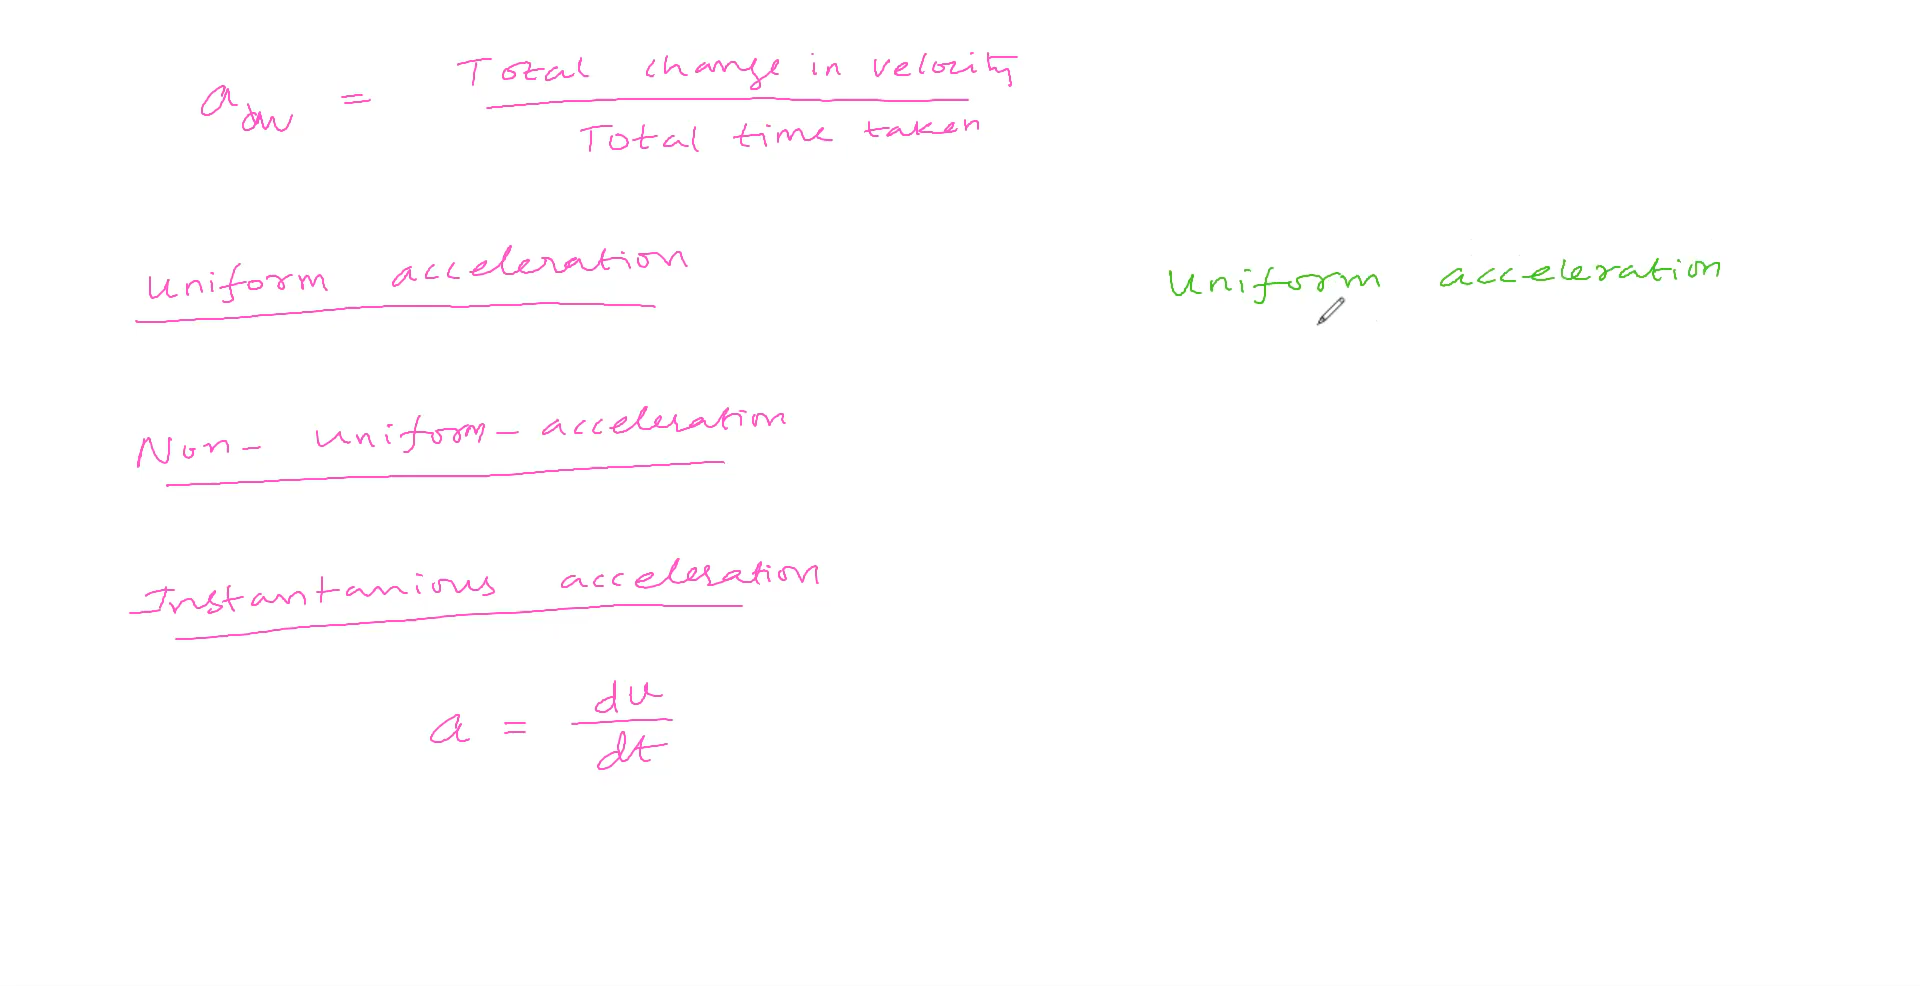 a_av = Total change in velocity / Total time taken
Uniform acceleration
Uniform acceleration
Non- Uniform-acceleration
Instantanious acceleration
a = dv / dt